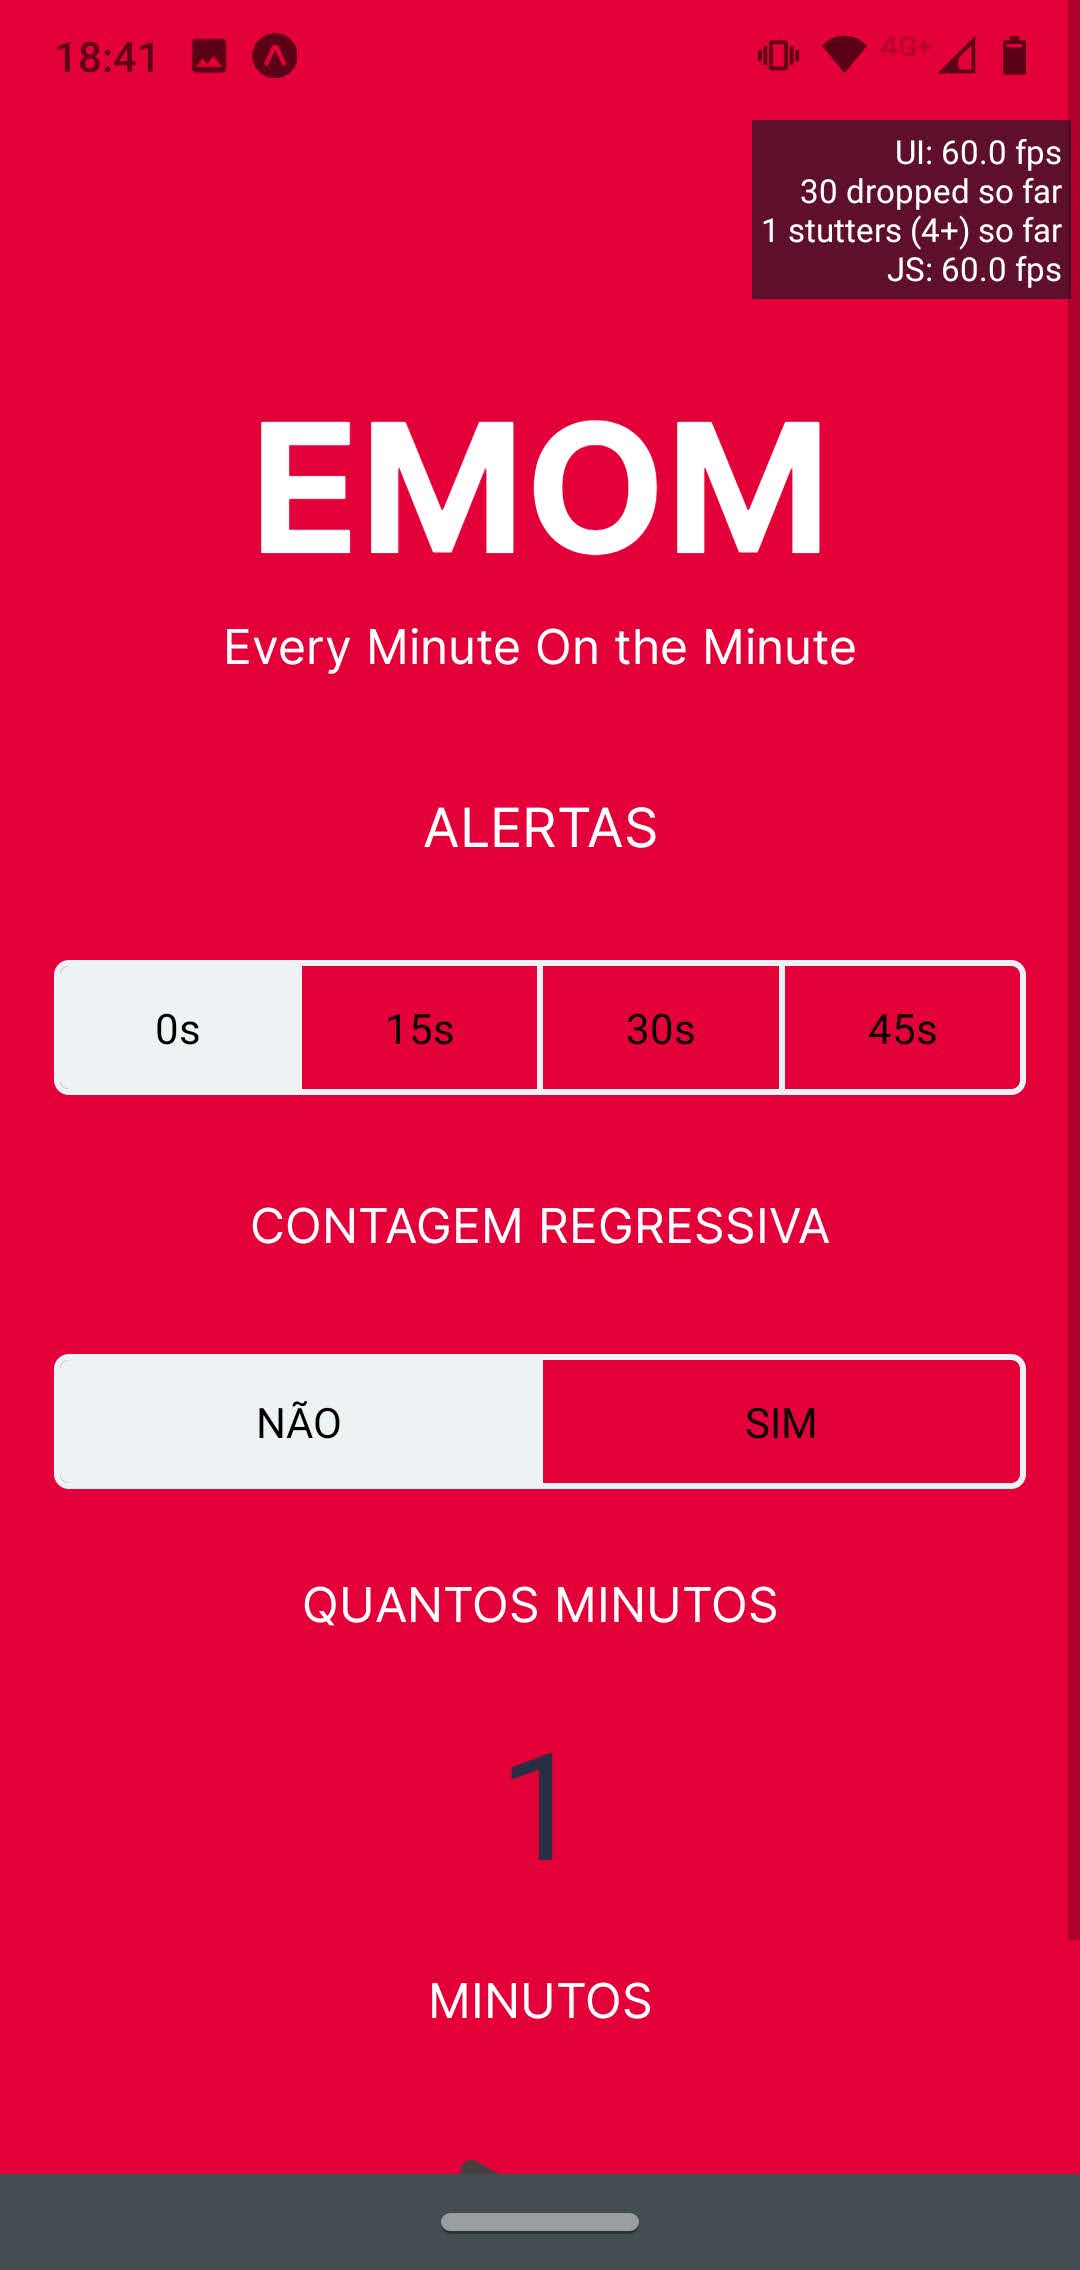 18:41
4G+
UI: 60.0 fps
30 dropped so far
1 stutters (4+) so far
JS: 60.0 fps
EMOM
Every Minute On the Minute
ALERTAS
0s 15s 30s 45s
CONTAGEM REGRESSIVA
NÃO SIM
QUANTOS MINUTOS
1
MINUTOS